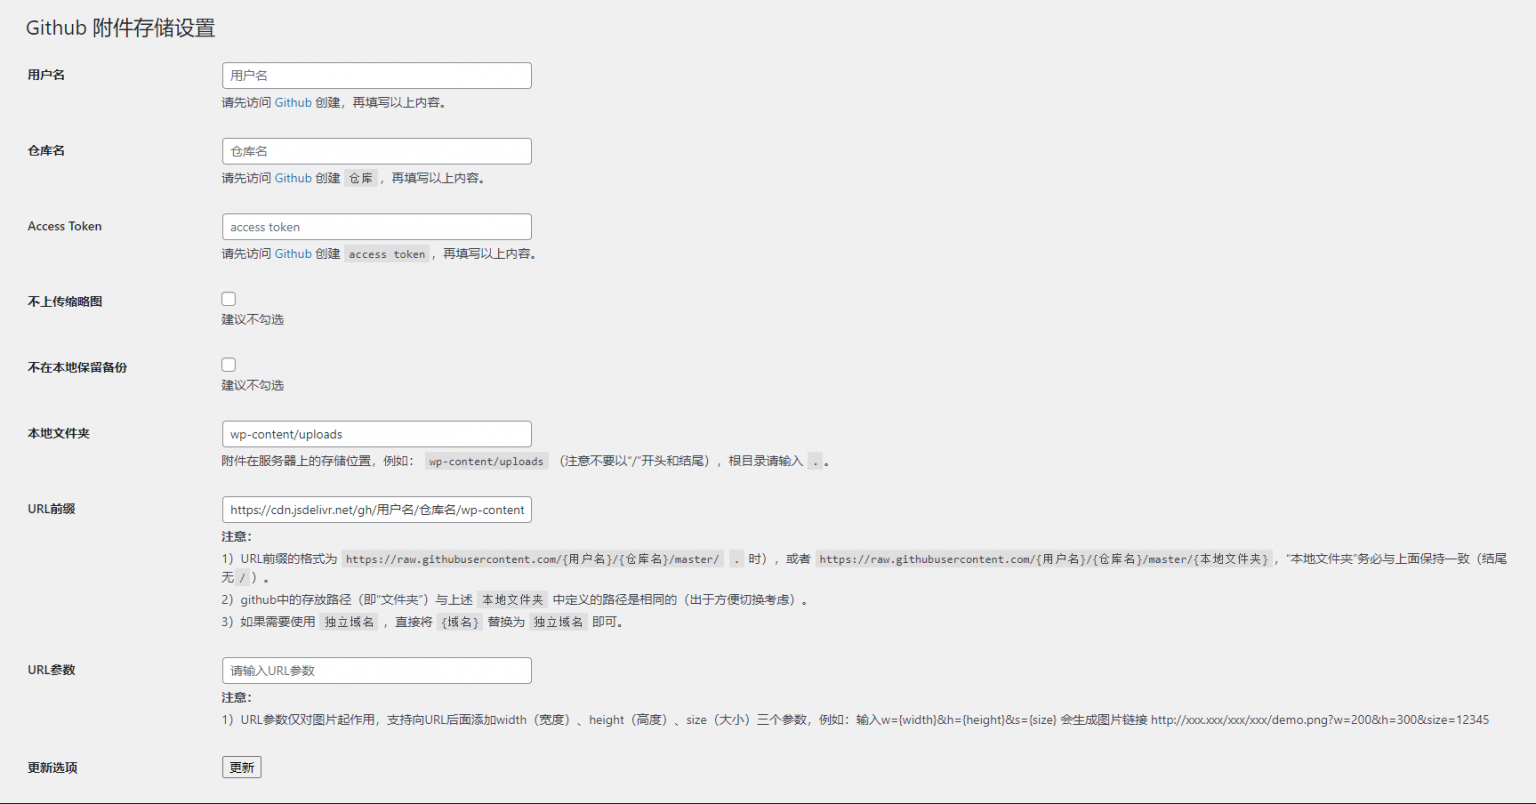 Github 附件存储设置
用户名
用户名
请先访问 Github 创建，再填写以上内容。
仓库名
仓库名
请先访问 Github 创建 仓库 ，再填写以上内容。
Access Token
access token
请先访问 Github 创建 access token ，再填写以上内容。
不上传缩略图
建议不勾选
不在本地保留备份
建议不勾选
本地文件夹
wp-content/uploads
附件在服务器上的存储位置，例如： wp-content/uploads （注意不要以“/”开头和结尾），根目录请输入 . 。
URL前缀
https://cdn.jsdelivr.net/gh/用户名/仓库名/wp-content
注意：
1）URL前缀的格式为 https://raw.githubusercontent.com/{用户名}/{仓库名}/master/ . 时），或者 https://raw.githubusercontent.com/{用户名}/{仓库名}/master/{本地文件夹} ，“本地文件夹”务必与上面保持一致（结尾
无 / ）。
2）github中的存放路径（即“文件夹”）与上述 本地文件夹 中定义的路径是相同的（出于方便切换考虑）。
3）如果需要使用 独立域名 ，直接将 {域名} 替换为 独立域名 即可。
URL参数
请输入URL参数
注意：
1）URL参数仅对图片起作用，支持向URL后面添加width（宽度）、height（高度）、size（大小）三个参数，例如：输入w={width}&h={height}&s={size} 会生成图片链接 http://xxx.xxx/xxx/xxx/demo.png?w=200&h=300&size=12345
更新选项
更新